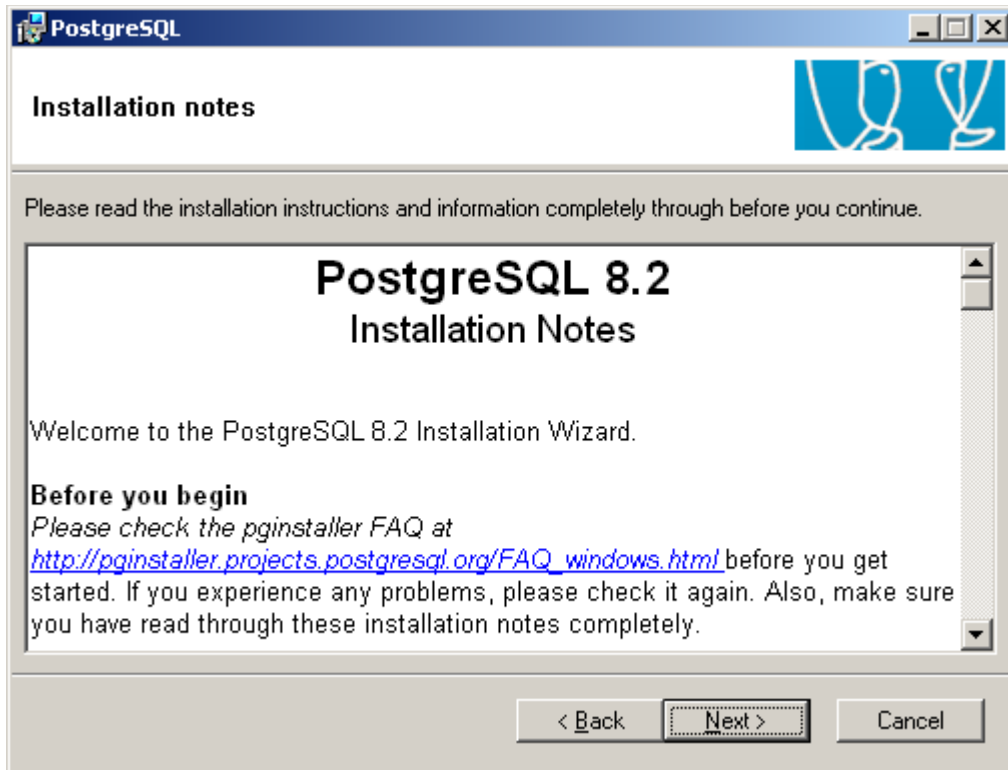 PostgreSQL
Installation notes
Please read the installation instructions and information completely through before you continue.
PostgreSQL 8.2
Installation Notes
Welcome to the PostgreSQL 8.2 Installation Wizard.
Before you begin
Please check the pginstaller FAQ at
http://pginstaller.projects.postgresql.org/FAQ_windows.html before you get
started. If you experience any problems, please check it again. Also, make sure
you have read through these installation notes completely.
< Back
Next >
Cancel